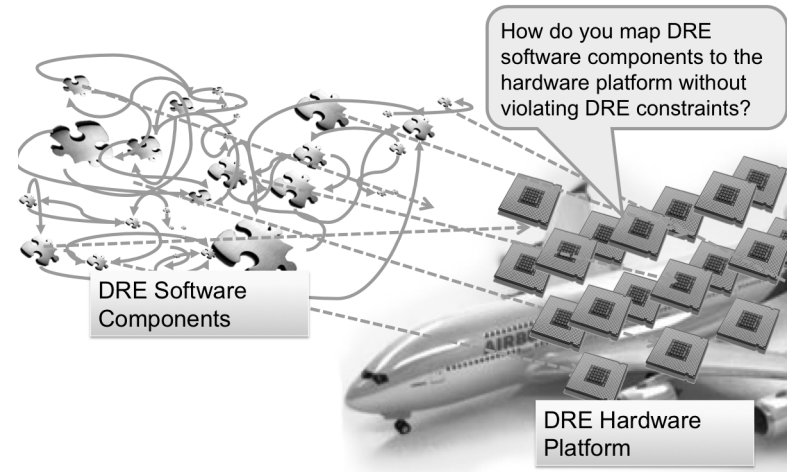 How do you map DRE
software components to the
hardware platform without
violating DRE constraints?
DRE Software
Components
AIRB
DRE Hardware
Platform